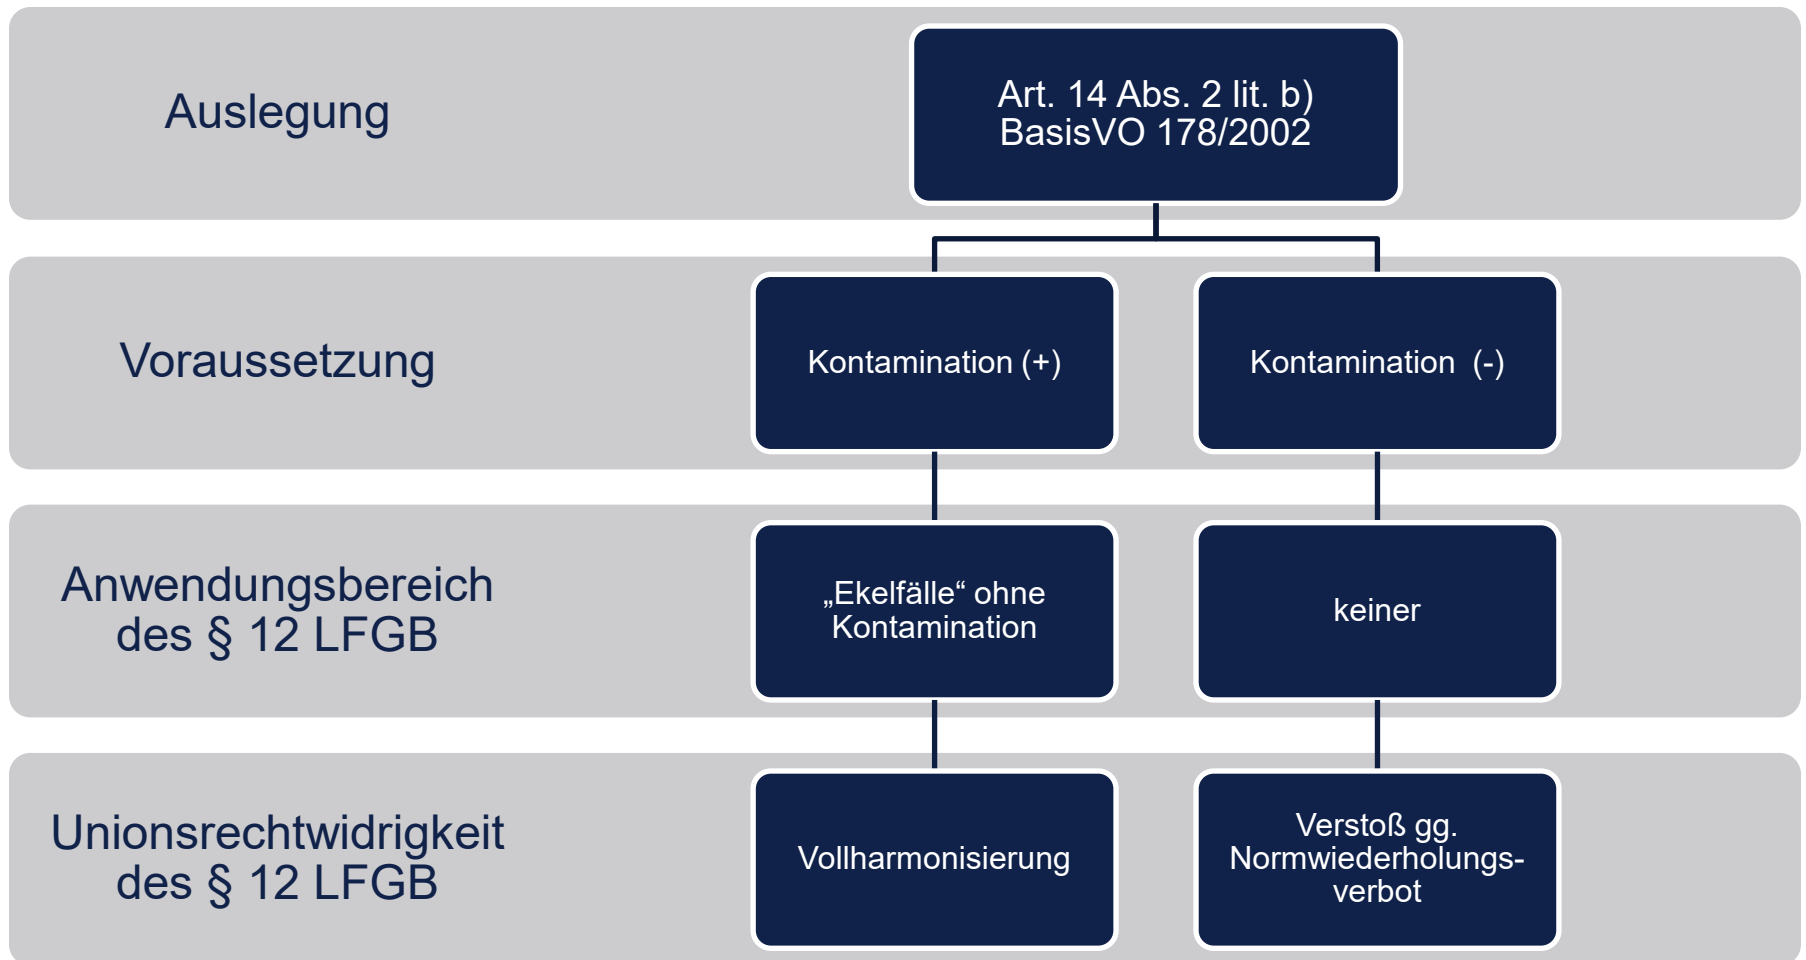 Auslegung
Art. 14 Abs. 2 lit. b)
BasisVO 178/2002
Voraussetzung
Kontamination (+)
Kontamination (-)
Anwendungsbereich
des § 12 LFGB
„Ekelfälle“ ohne
Kontamination
keiner
Unionsrechtwidrigkeit
des § 12 LFGB
Vollharmonisierung
Verstoß gg.
Normwiederholungs-
verbot